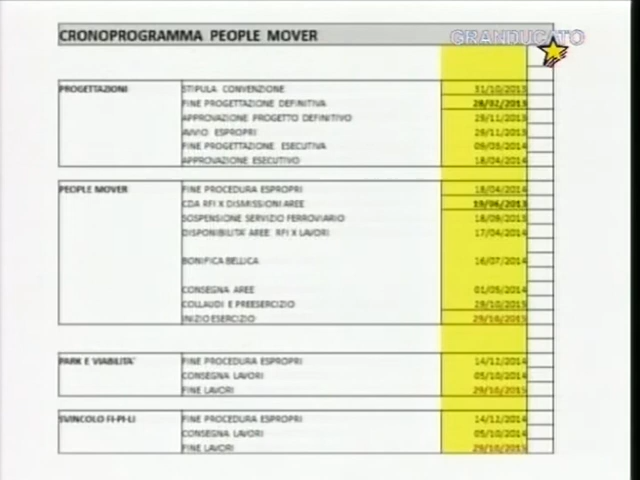 GRANDUCATO
CRONOPROGRAMMA PEOPLE MOVER
PROGETTAZIONI STIPULA CONVENZIONE 31/10/2013
FINE PROGETTAZIONE DEFINITIVA 28/02/2013
APPROVAZIONE PROGETTO DEFINITIVO 29/11/2013
AVVIO ESPROPRI 29/11/2013
FINE PROGETTAZIONE ESECUTIVA 09/03/2014
APPROVAZIONE ESECUTIVO 18/04/2014
PEOPLE MOVER FINE PROCEDURA ESPROPRI 18/04/2014
CDA RFI X DISMISSIONI AREE 19/06/2013
SOSPENSIONE SERVIZIO FERROVIARIO 18/09/2013
DISPONIBILITA' AREE RFI X LAVORI 17/04/2014
BONIFICA BELLICA 16/07/2014
CONSEGNA AREE 01/05/2014
COLLAUDI E PREESERCIZIO 29/10/2015
INIZIO ESERCIZIO
PARK E VIABILITA' FINE PROCEDURA ESPROPRI 14/12/2014
CONSEGNA LAVORI 05/10/2014
FINE LAVORI 29/10/2015
SVINCOLO FI-PI-LI FINE PROCEDURA ESPROPRI 14/12/2014
CONSEGNA LAVORI 05/10/2014
FINE LAVORI 29/10/2015